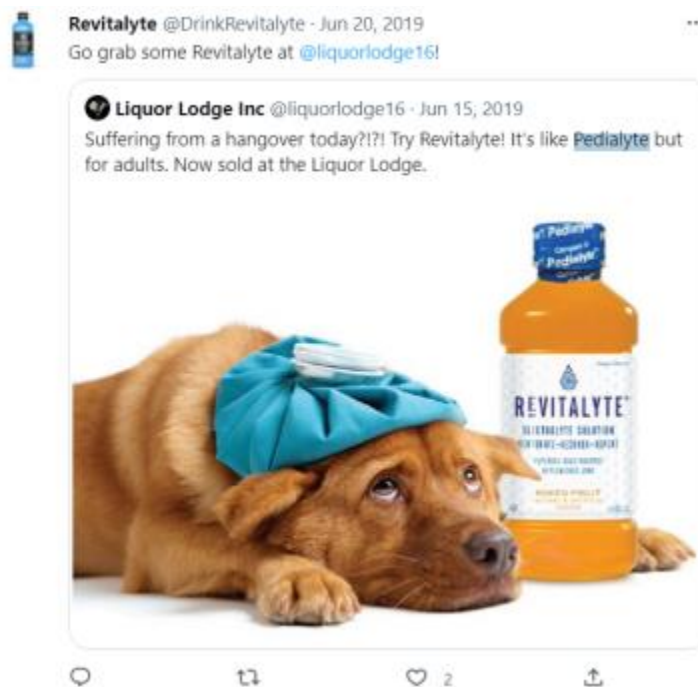 Revitalyte @DrinkRevitalyte · Jun 20, 2019
Go grab some Revitalyte at @liquorlodge16!
Liquor Lodge Inc @liquorlodge16 · Jun 15, 2019
Suffering from a hangover today?!?! Try Revitalyte! It's like Pedialyte but
for adults. Now sold at the Liquor Lodge.
Pedialyte
REVITALYTE
ELECTROLYTE SOLUTION
MIXED FRUIT
2